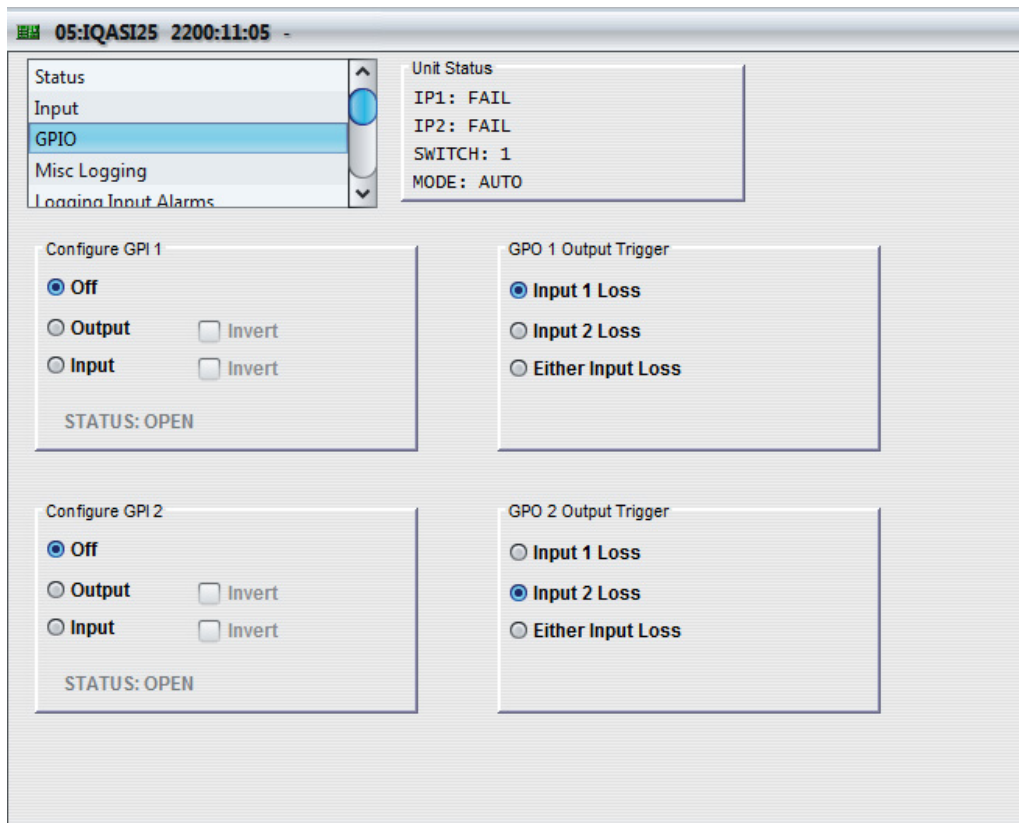 05:IQASI25 2200:11:05 -
Status
Input
GPIO
Misc Logging
Logging Input Alarms
Unit Status
IP1: FAIL
IP2: FAIL
SWITCH: 1
MODE: AUTO
Configure GPI 1
Off
Output Invert
Input Invert
STATUS: OPEN
GPO 1 Output Trigger
Input 1 Loss
Input 2 Loss
Either Input Loss
Configure GPI 2
Off
Output Invert
Input Invert
STATUS: OPEN
GPO 2 Output Trigger
Input 1 Loss
Input 2 Loss
Either Input Loss